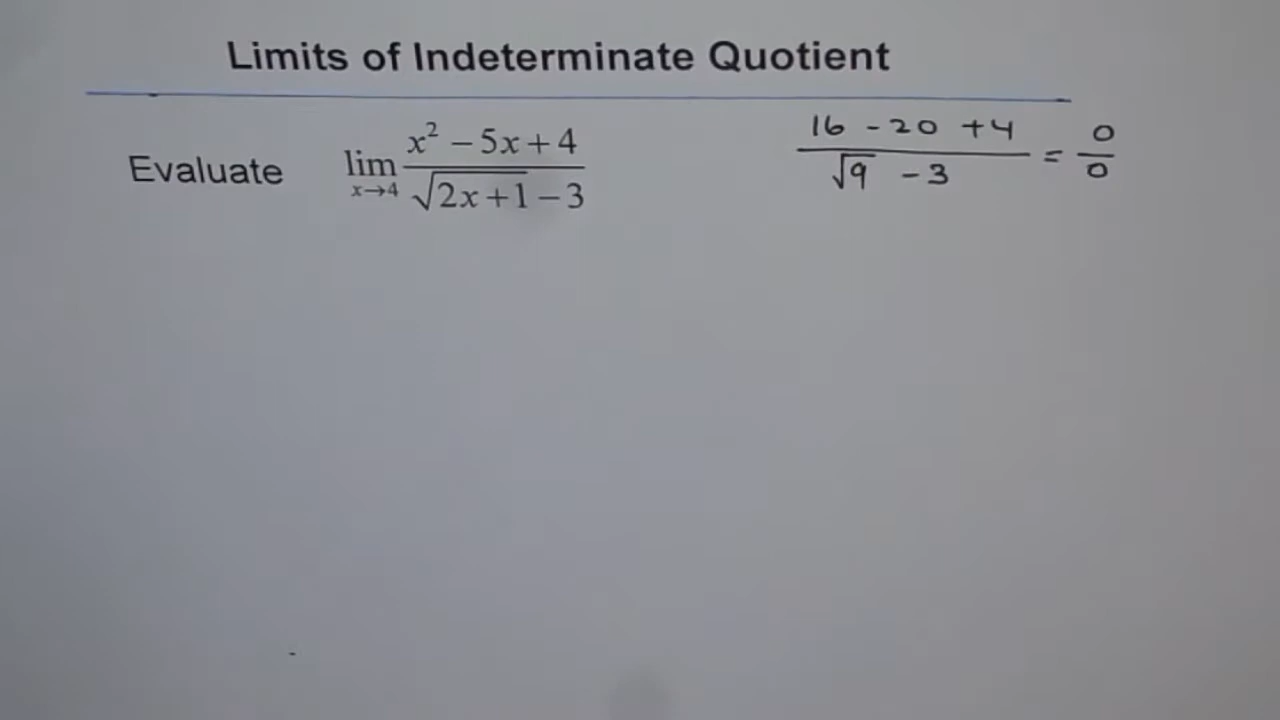 Limits of Indeterminate Quotient
Evaluate lim x→4 (x² − 5x + 4)/(√(2x + 1) − 3)
(16 − 20 + 4)/(√9 − 3) = 0/0